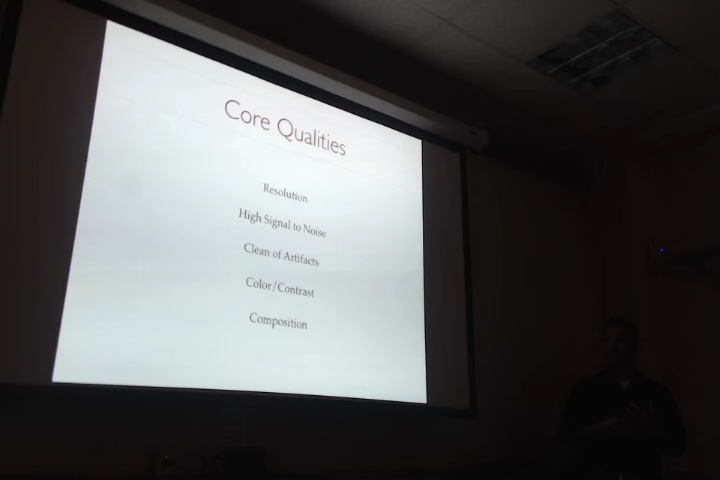 Core Qualities
Resolution
High Signal to Noise
Clean of Artifacts
Color/Contrast
Composition